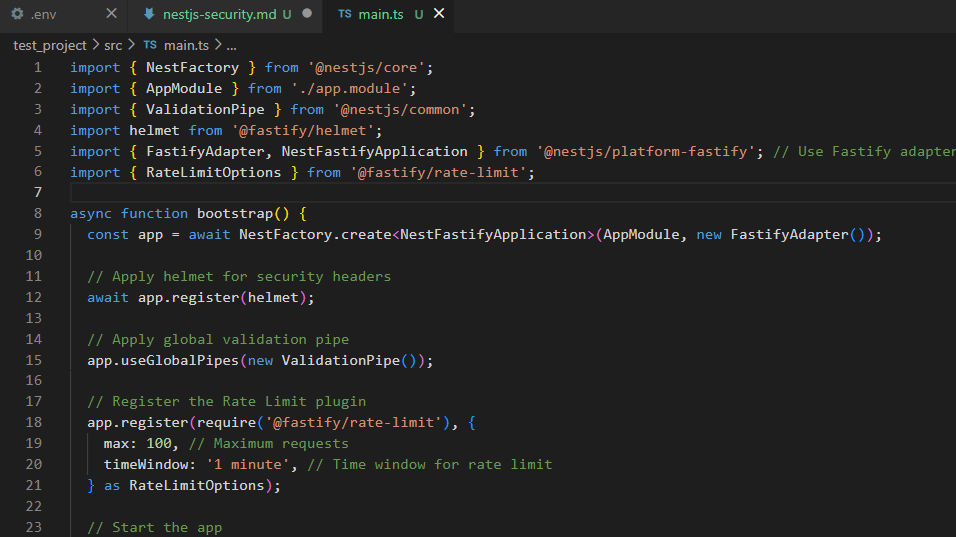 .env
nestjs-security.md U
TS main.ts U
test_project > src > TS main.ts > ...
1 import { NestFactory } from '@nestjs/core';
2 import { AppModule } from './app.module';
3 import { ValidationPipe } from '@nestjs/common';
4 import helmet from '@fastify/helmet';
5 import { FastifyAdapter, NestFastifyApplication } from '@nestjs/platform-fastify'; // Use Fastify adapter
6 import { RateLimitOptions } from '@fastify/rate-limit';
7
8 async function bootstrap() {
9 const app = await NestFactory.create<NestFastifyApplication>(AppModule, new FastifyAdapter());
10
11 // Apply helmet for security headers
12 await app.register(helmet);
13
14 // Apply global validation pipe
15 app.useGlobalPipes(new ValidationPipe());
16
17 // Register the Rate Limit plugin
18 app.register(require('@fastify/rate-limit'), {
19 max: 100, // Maximum requests
20 timeWindow: '1 minute', // Time window for rate limit
21 } as RateLimitOptions);
22
23 // Start the app